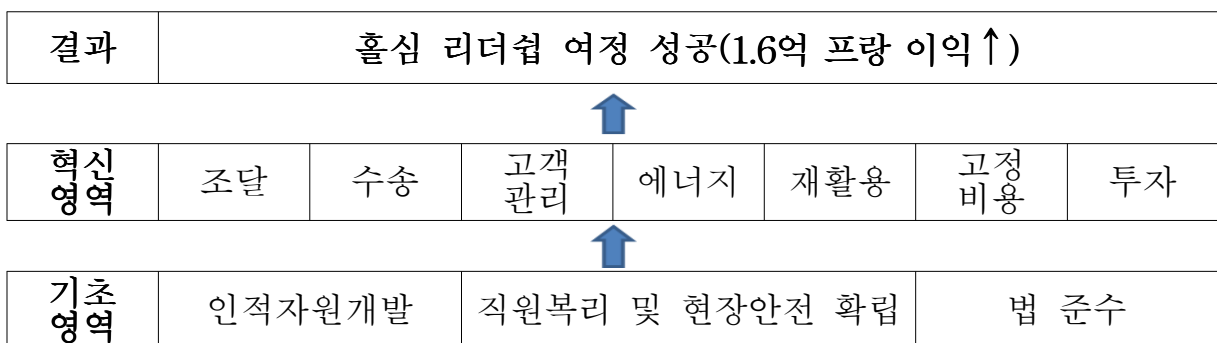 결과 홀심 리더쉽 여정 성공(1.6억 프랑 이익↑)
혁신 영역 조달 수송 고객 관리 에너지 재활용 고정 비용 투자
기초 영역 인적자원개발 직원복리 및 현장안전 확립 법 준수